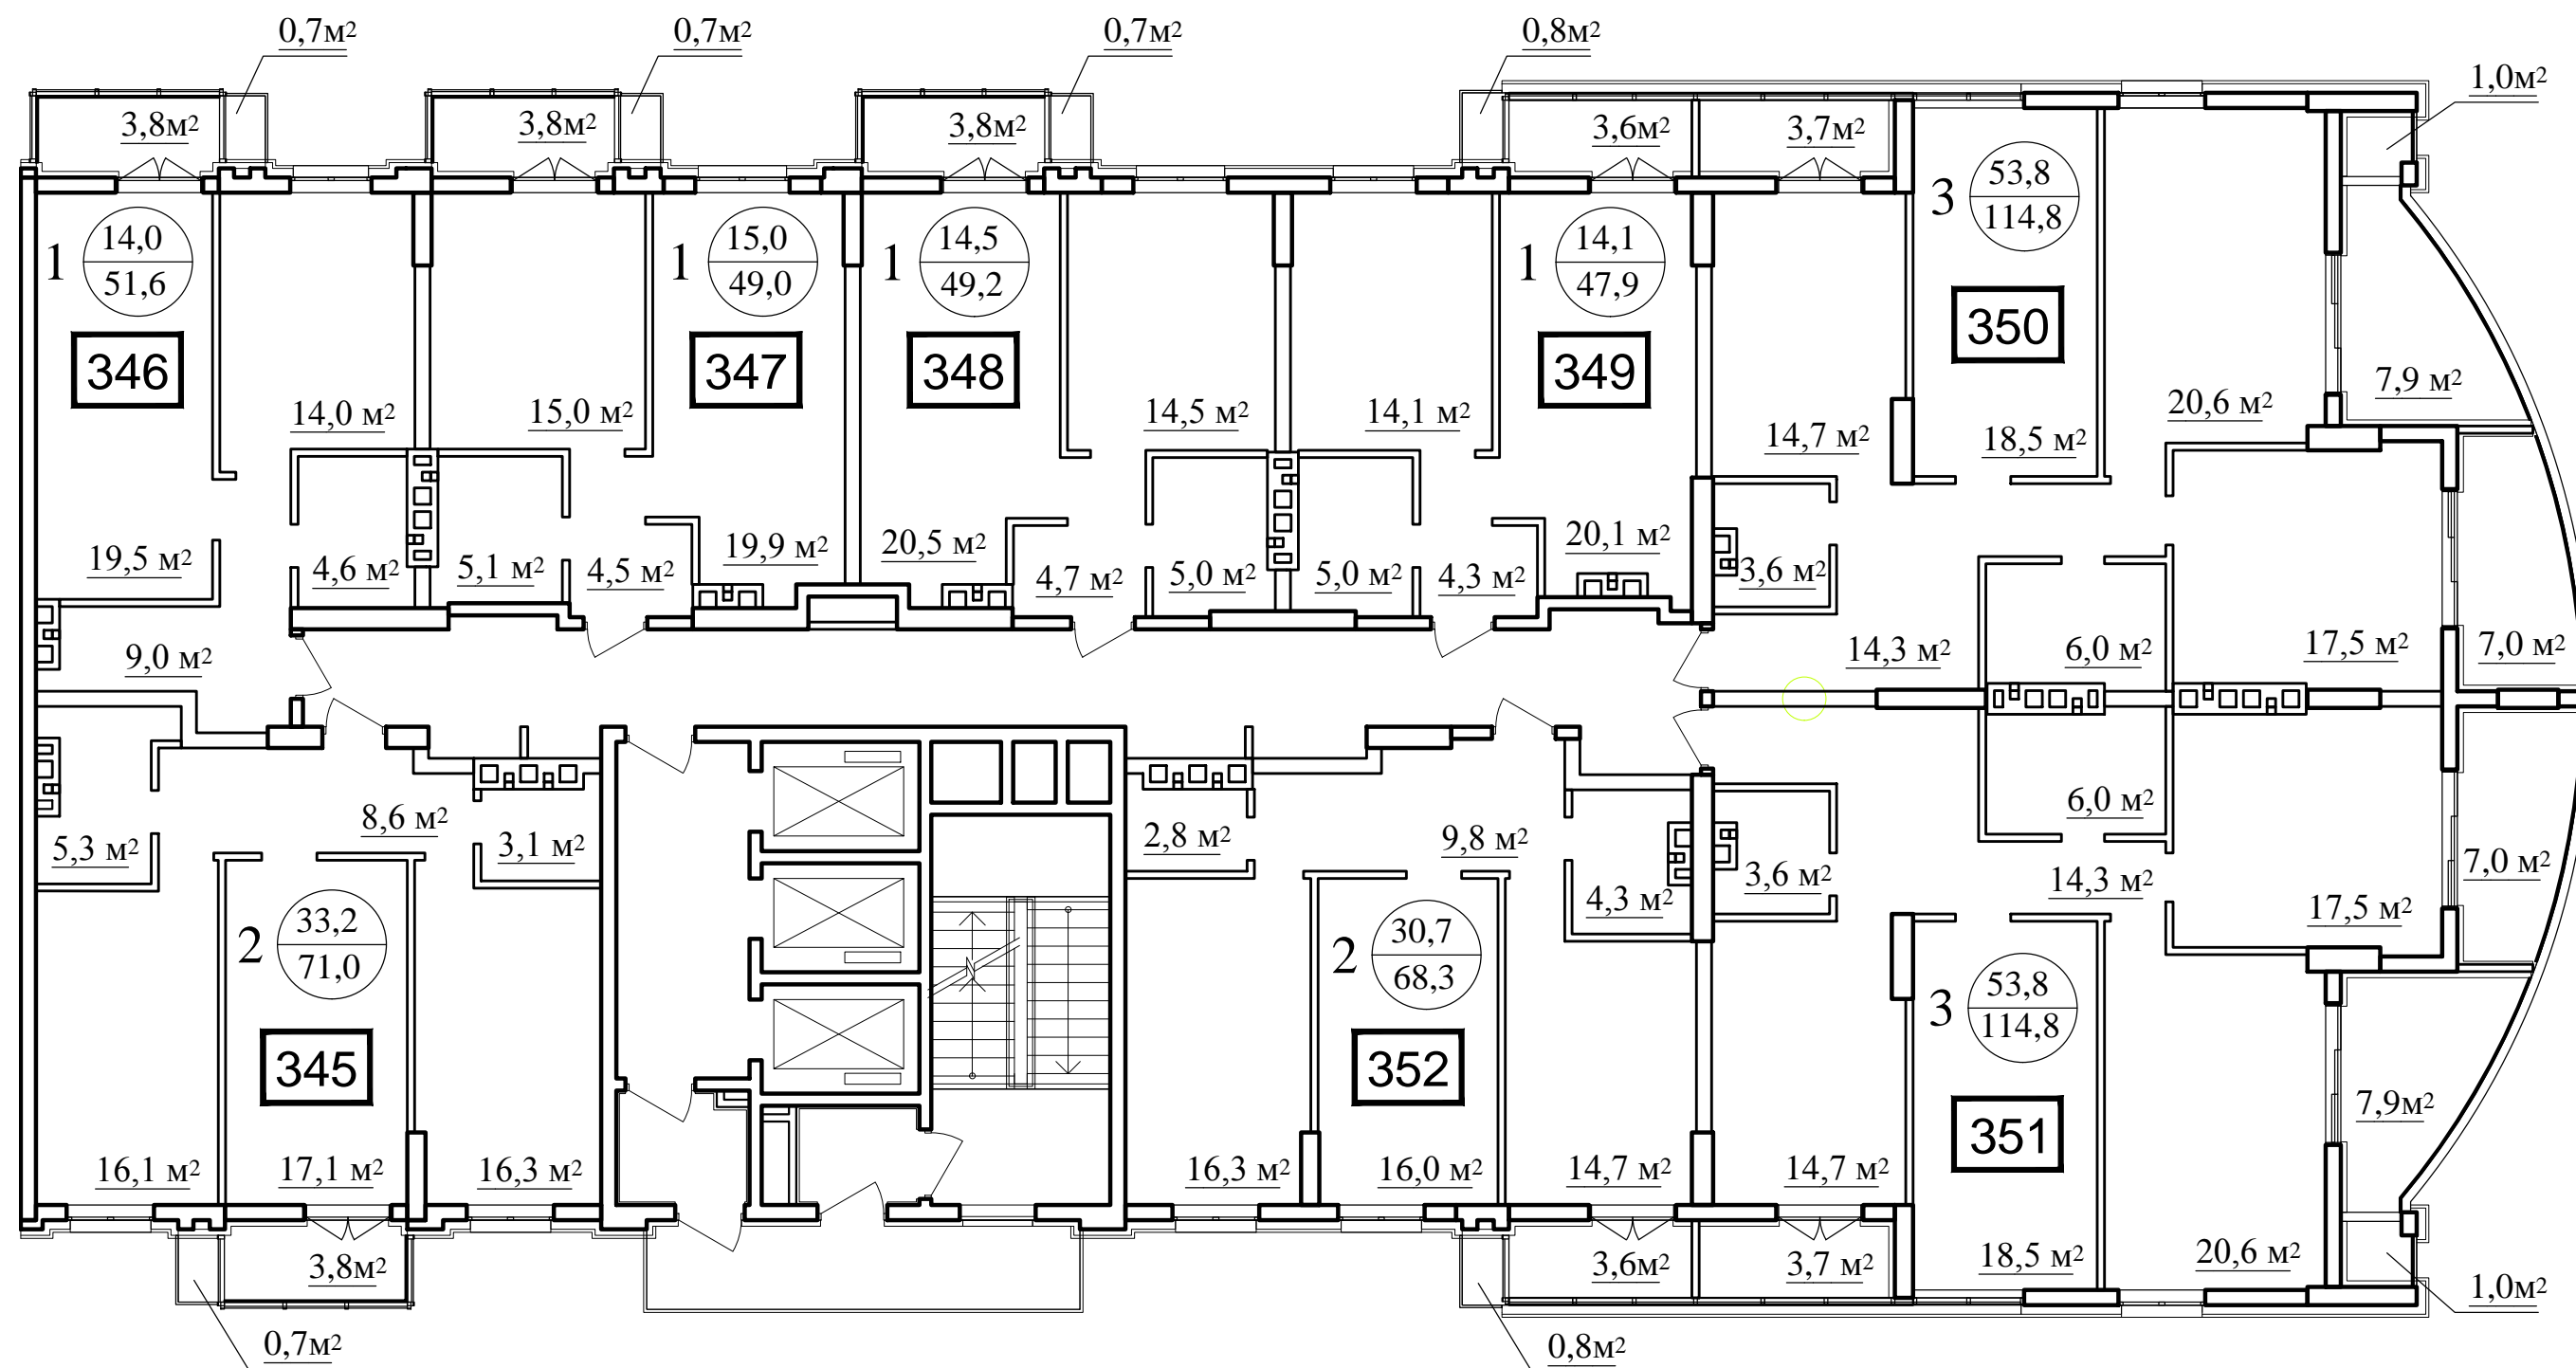 0,7м²
0,7м²
0,7м²
0,8м²
1,0м²
3,8м²
3,8м²
3,8м²
3,6м²
3,7м²
1
14,0
51,6
346
15,0
49,0
1
347
1
14,5
49,2
348
1
14,1
47,9
349
3
53,8
114,8
350
14,0 м²
15,0 м²
14,5 м²
14,1 м²
14,7 м²
18,5 м²
20,6 м²
7,9 м²
19,5 м²
4,6 м²
5,1 м²
4,5 м²
19,9 м²
20,5 м²
4,7 м²
5,0 м²
5,0 м²
4,3 м²
20,1 м²
3,6 м²
9,0 м²
14,3 м²
6,0 м²
17,5 м²
7,0 м²
5,3 м²
8,6 м²
3,1 м²
2,8 м²
9,8 м²
4,3 м²
3,6 м²
6,0 м²
14,3 м²
17,5 м²
7,0 м²
2
33,2
71,0
345
2
30,7
68,3
352
3
53,8
114,8
351
7,9м²
16,1 м²
17,1 м²
16,3 м²
16,3 м²
16,0 м²
14,7 м²
14,7 м²
18,5 м²
20,6 м²
3,8м²
3,6м²
3,7 м²
1,0м²
0,7м²
0,8м²